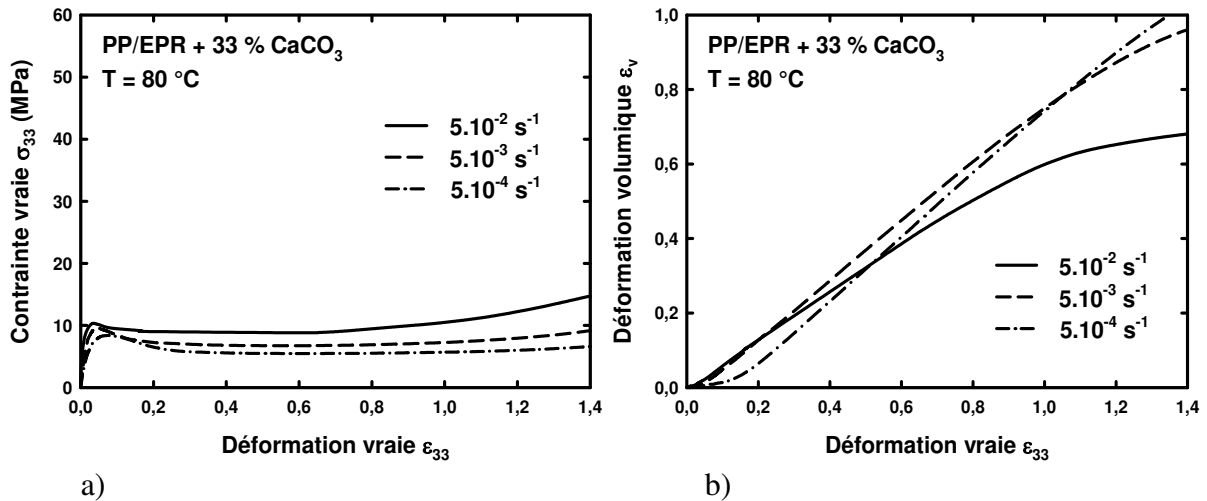 60
50
40
30
20
10
0
Contrainte vraie σ33 (MPa)
PP/EPR + 33 % CaCO3
T = 80 °C
5.10-2 s-1
5.10-3 s-1
5.10-4 s-1
0,0 0,2 0,4 0,6 0,8 1,0 1,2 1,4
Déformation vraie ε33
a)
1,0
0,8
0,6
0,4
0,2
0,0
Déformation volumique εv
PP/EPR + 33 % CaCO3
T = 80 °C
5.10-2 s-1
5.10-3 s-1
5.10-4 s-1
0,0 0,2 0,4 0,6 0,8 1,0 1,2 1,4
Déformation vraie ε33
b)